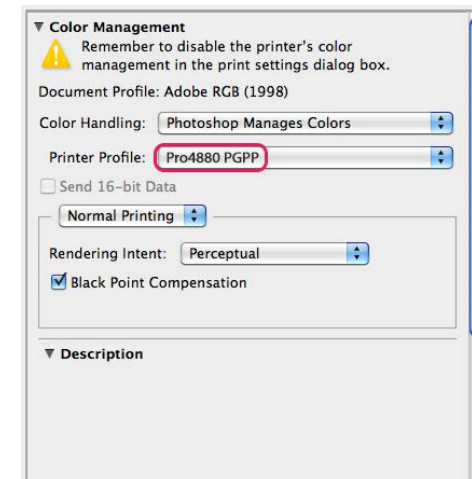 Color Management
Remember to disable the printer's color
management in the print settings dialog box.
Document Profile: Adobe RGB (1998)
Color Handling: Photoshop Manages Colors
Printer Profile: Pro4880 PGPP
Send 16-bit Data
Normal Printing
Rendering Intent: Perceptual
Black Point Compensation
Description